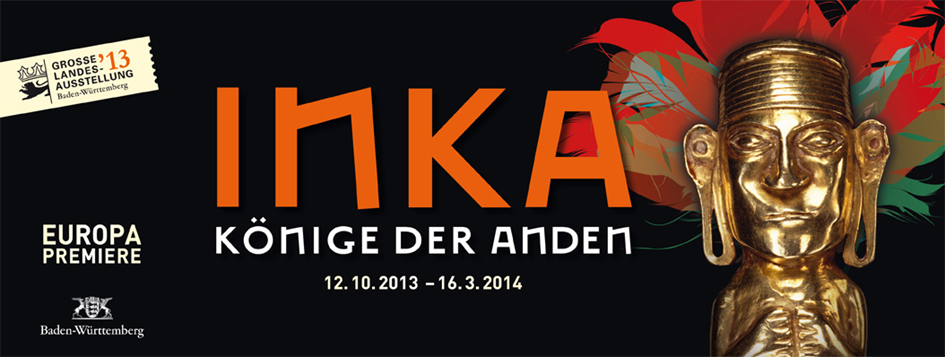 GROSSE
LANDES-
AUSSTELLUNG
'13
Baden-Württemberg
INKA
KÖNIGE DER ANDEN
12.10.2013 – 16.3.2014
EUROPA
PREMIERE
Baden-Württemberg